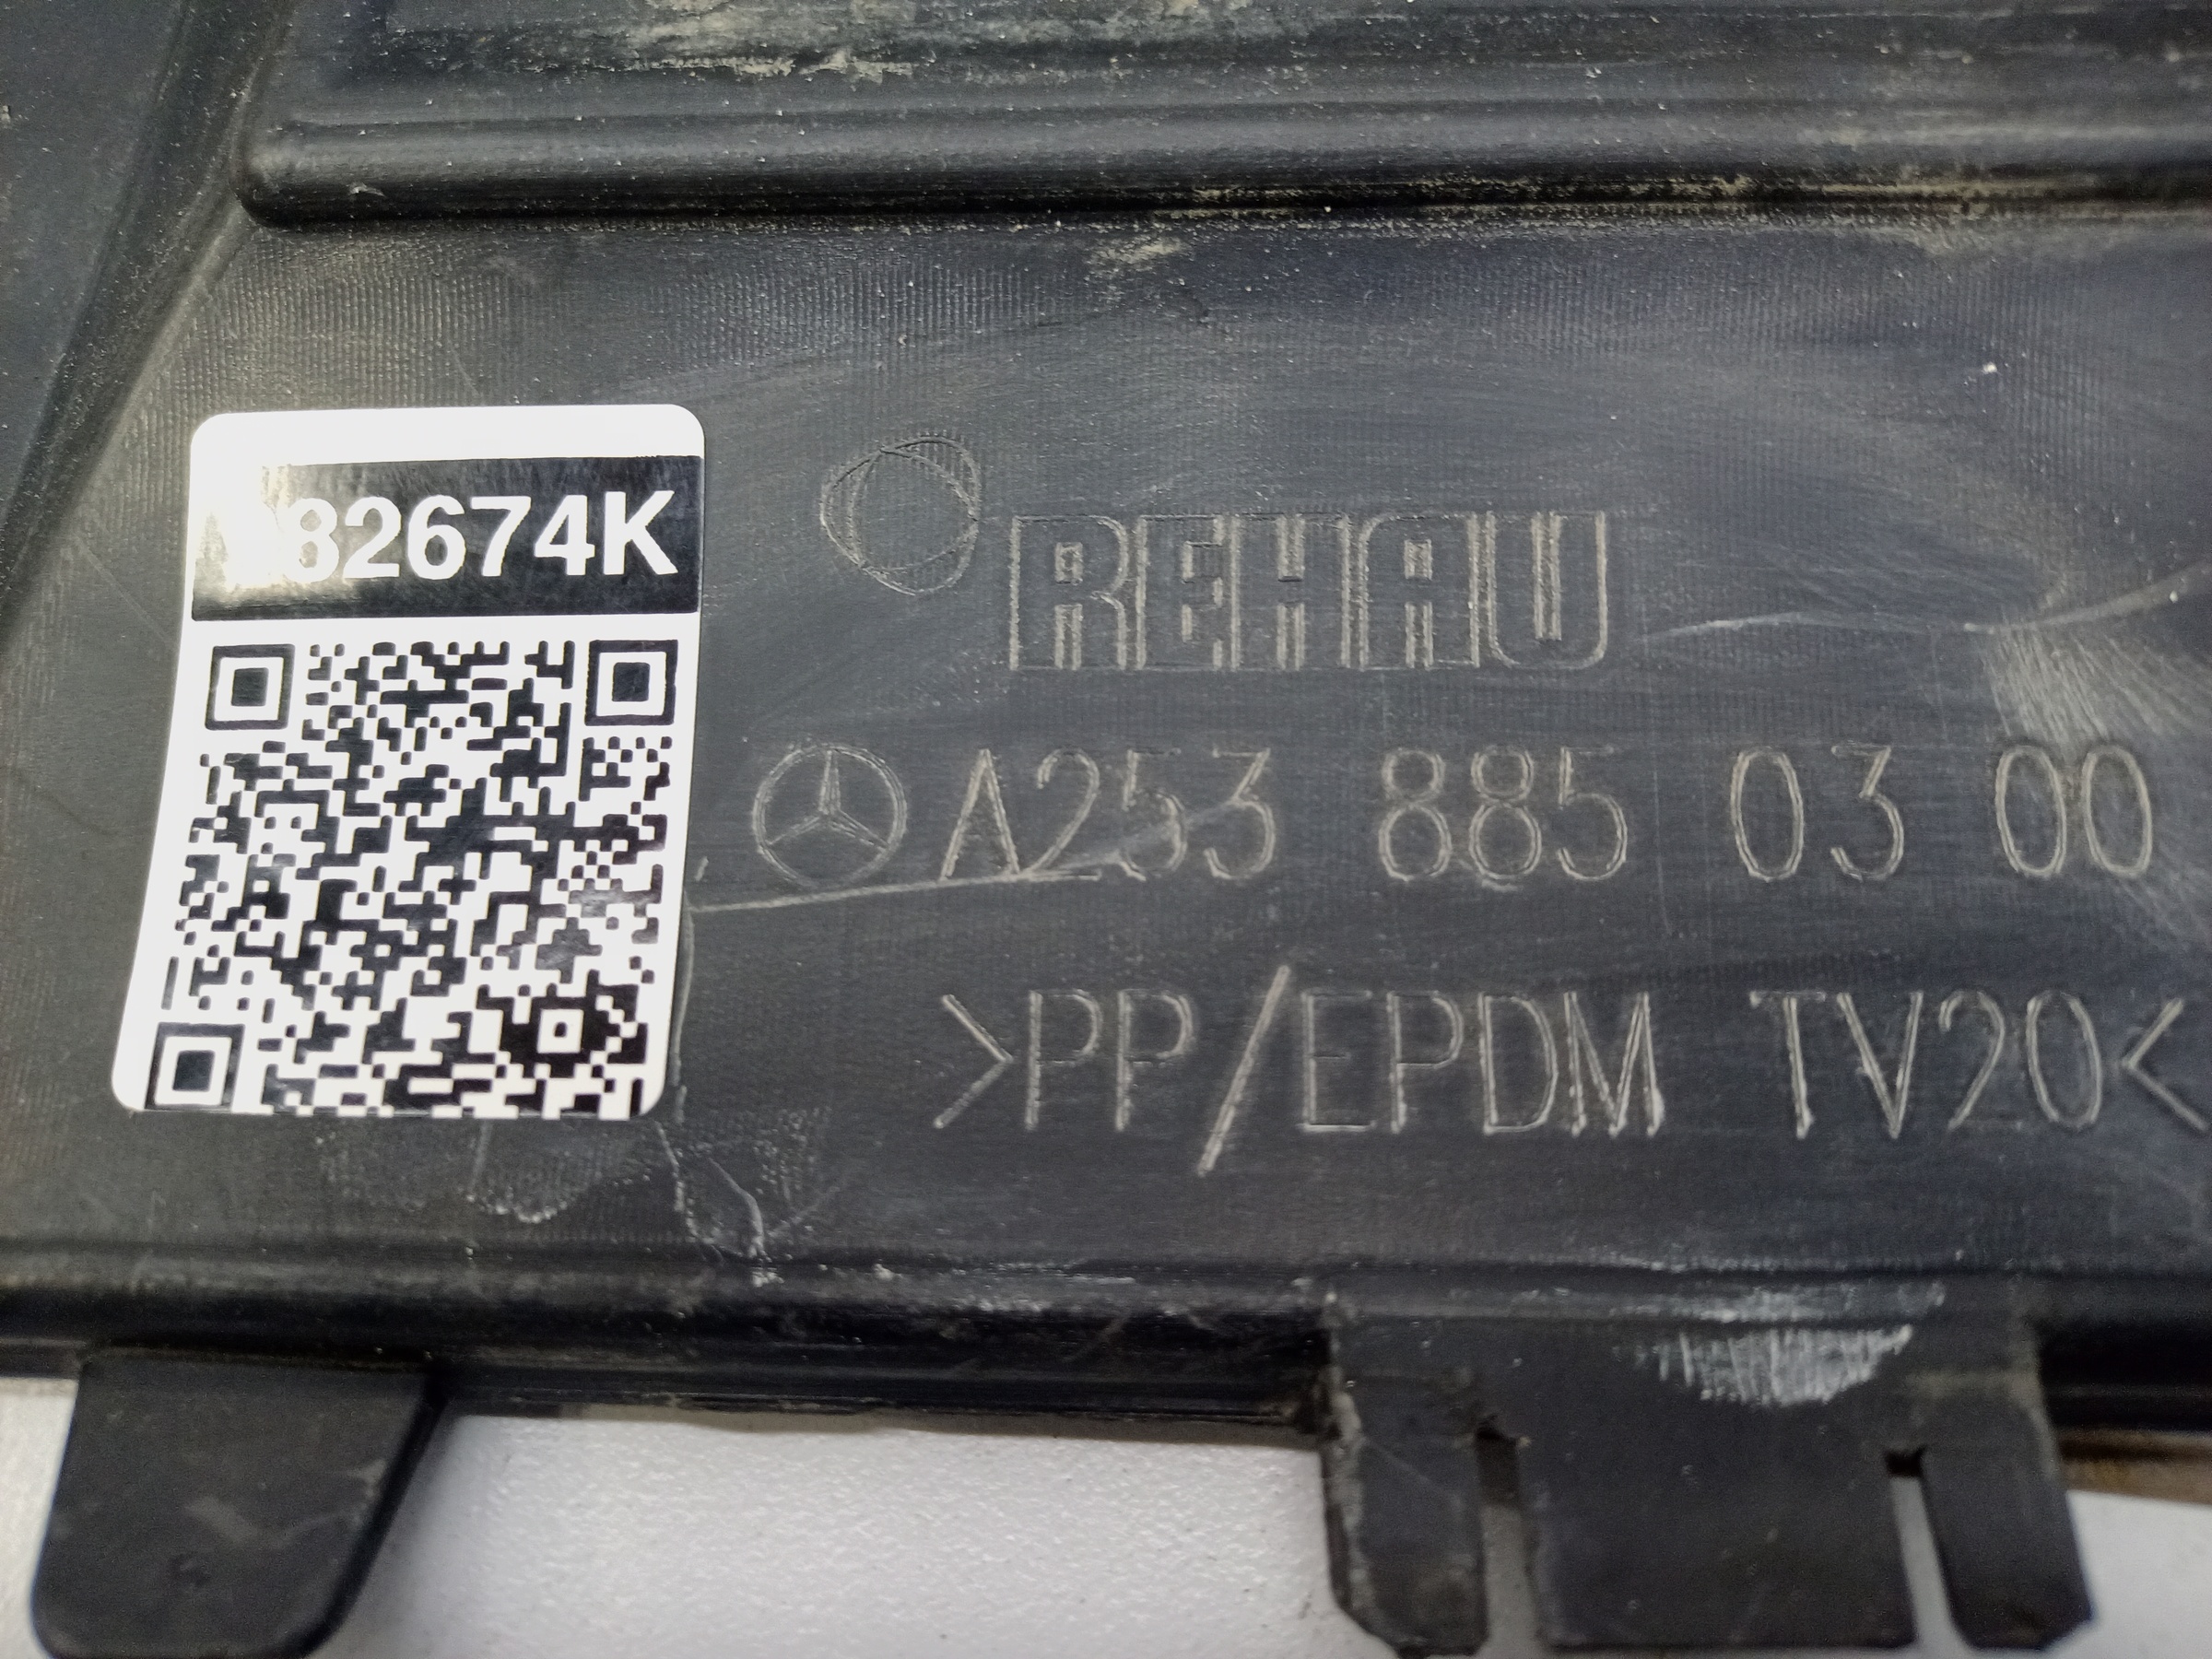 82674K
REHAU
A253 885 03 00
>PP/EPDM TV20<